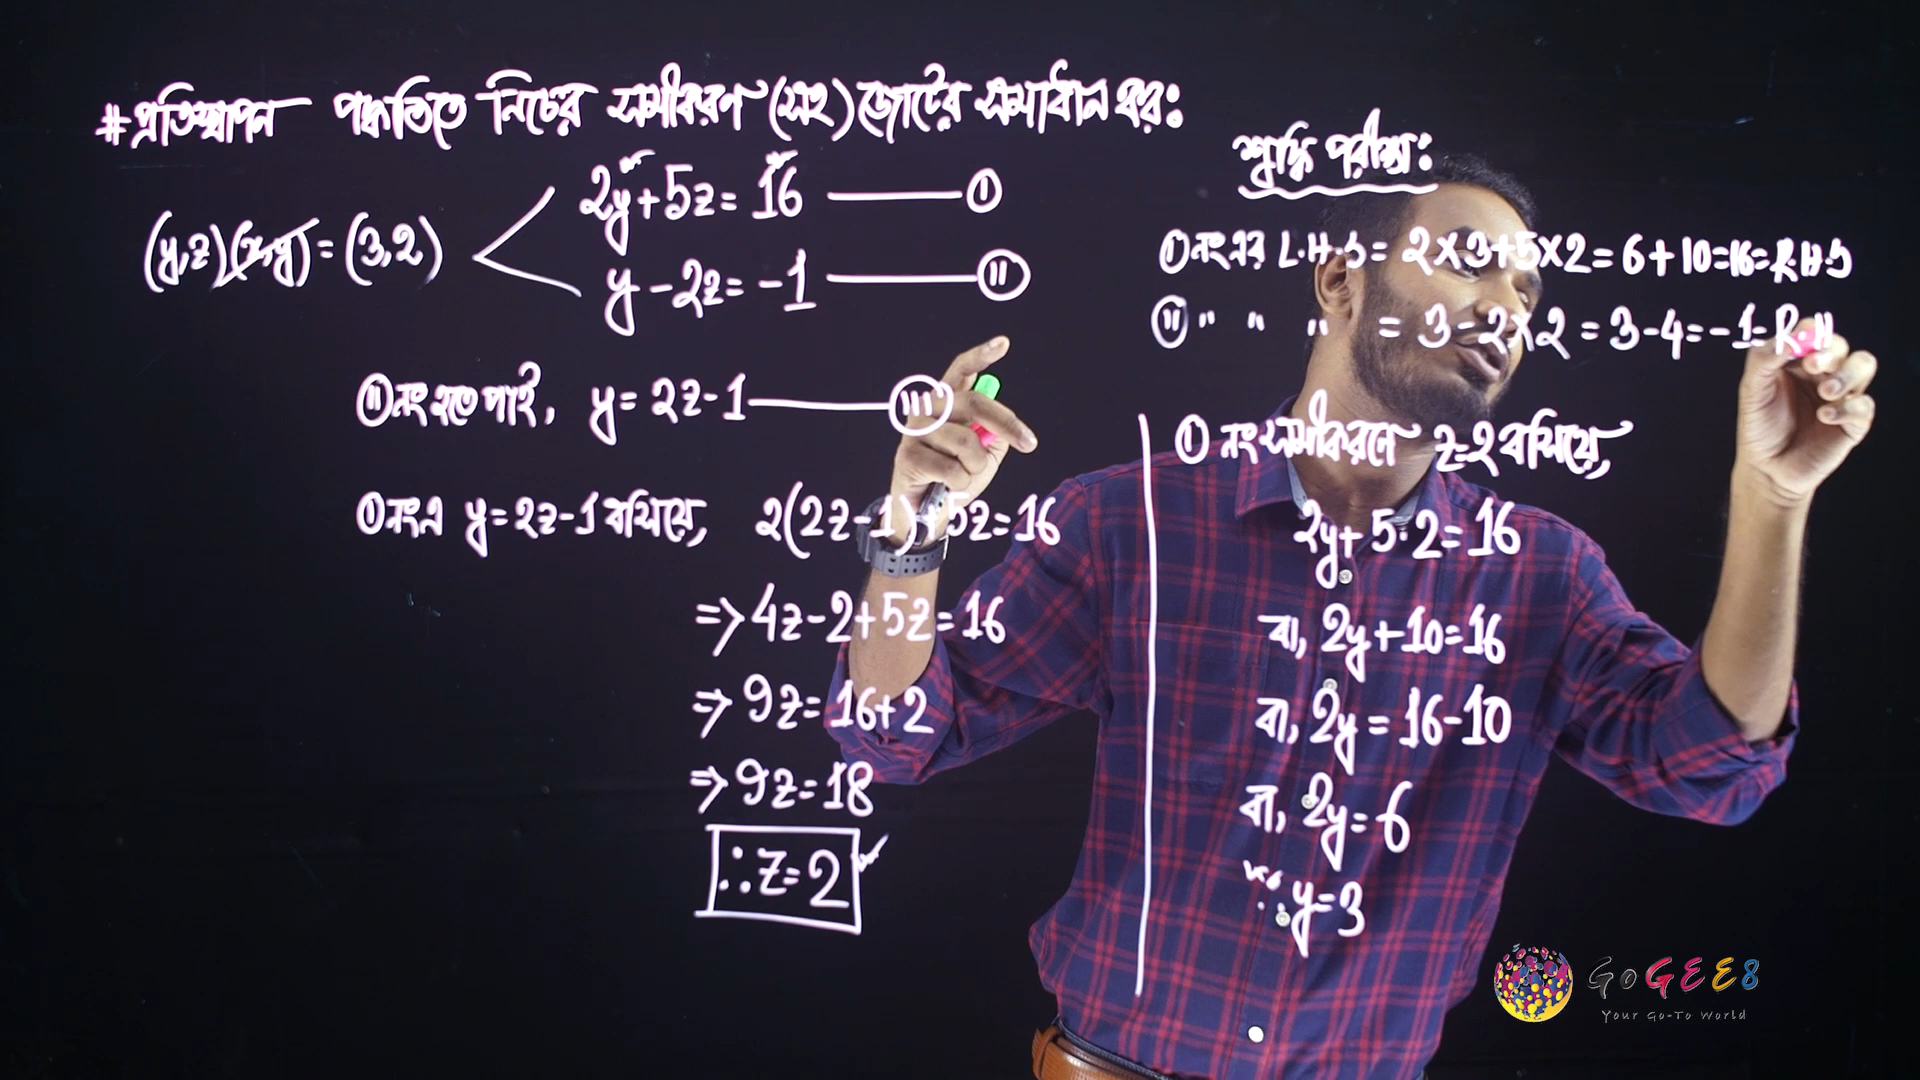 # প্রতিস্থাপন পদ্ধতিতে নিচের সমীকরণ (সহ) জোটের সমাধান কর:
2y+5z=16 —— (i)
(y,z) (x,y) = (3,2)
y-2z=-1 —— (ii)
(ii) নং হতে পাই, y=2z-1 —— (iii)
(i) নং এ y=2z-1 বসিয়ে, 2(2z-1)+5z=16
=> 4z-2+5z=16
=> 9z=16+2
=> 9z=18
∴ z=2
শুদ্ধি পরীক্ষা:
(i) নং এর L.H.S = 2×3+5×2=6+10=16=R.H.S
(ii) " " " = 3-2×2=3-4=-1=R.H
(i) নং সমীকরণে z=2 বসিয়ে,
2y+5·2=16
বা, 2y+10=16
বা, 2y=16-10
বা, 2y=6
∴ y=3
GoGEE8
Your Go-To World